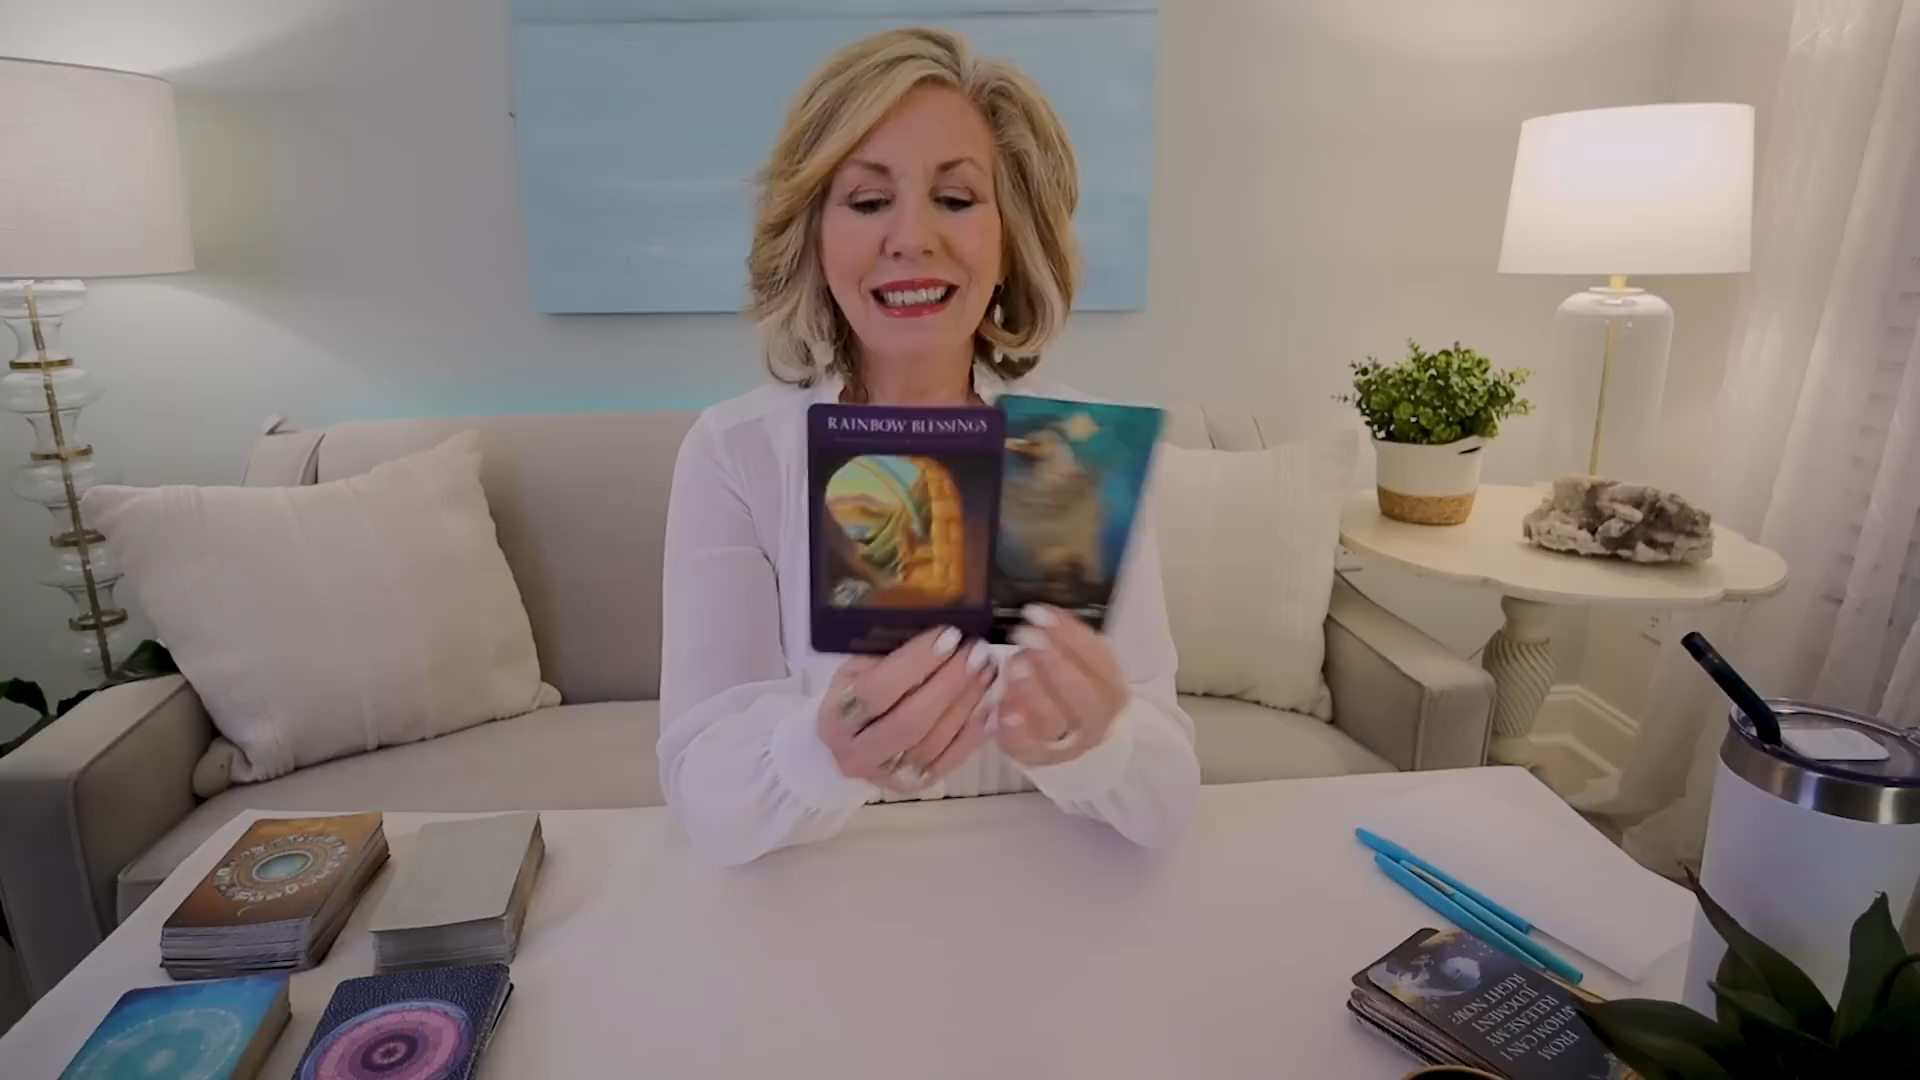 RAINBOW BLESSINGS
FROM
WHOM CAN I
RELEASE MY
JUDGMENT
RIGHT NOW?